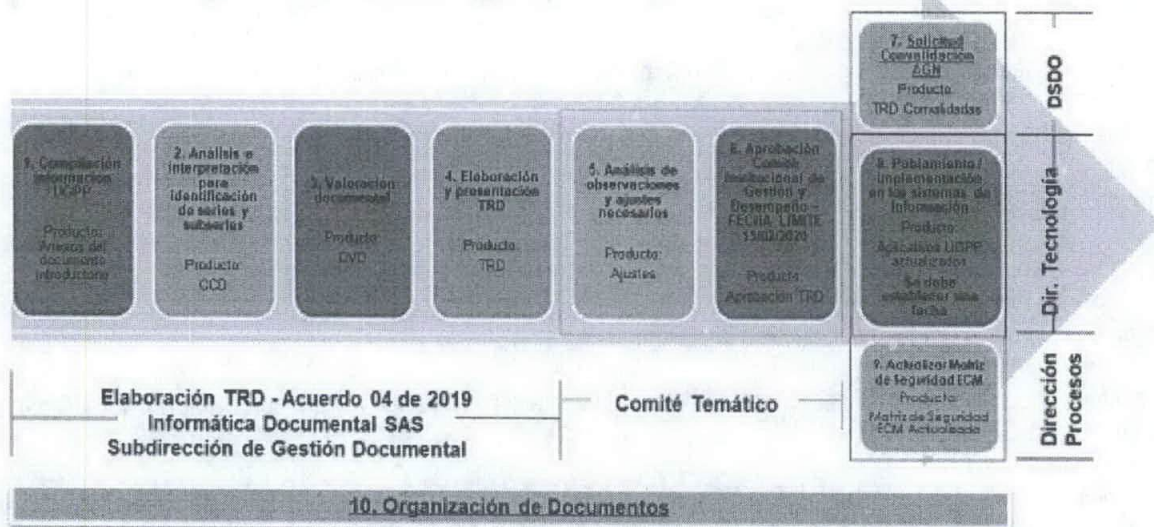 1. Compilación
información
UGPP
Producto:
Anexos del
documento
introductorio
2. Análisis e
interpretación
para
identificación
de series y
subseries
Producto:
CCD
3. Valoración
documental
Producto:
4. Elaboración
y presentación
TRD
Producto:
TRD
5. Análisis de
observaciones
y ajustes
necesarios
Producto:
Ajustes
6. Aprobación
Comité
Institucional de
Gestión y
Desempeño -
FECHA LIMITE
Producto:
Aprobación TRD
7. Solicitud
Convalidación
AGN
Producto:
TRD Convalidadas
8. Poblamiento /
Implementación
en los sistemas de
información
Producto:
Aplicativos UGPP
actualizados
Se debe
establecer una
fecha
9. Actualizar Matriz
de Seguridad ECM
Producto:
Matriz de Seguridad
ECM Actualizada
DSDO
Dir. Tecnología
Dirección
Procesos
Elaboración TRD - Acuerdo 04 de 2019
Informática Documental SAS
Subdirección de Gestión Documental
Comité Temático
10. Organización de Documentos